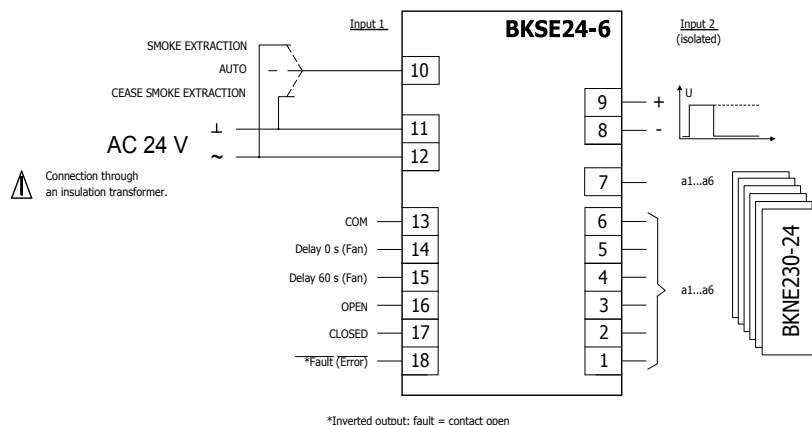 Input 1
BKSE24-6
Input 2
(isolated)
SMOKE EXTRACTION
AUTO
10
CEASE SMOKE EXTRACTION
9
+
U
8
-
⊥
11
AC 24 V
~
12
Connection through
an insulation transformer.
7
a1...a6
COM
13
6
Delay 0 s (Fan)
14
5
Delay 60 s (Fan)
15
4
a1...a6
OPEN
16
3
CLOSED
17
2
*Fault (Error)
18
1
BKNE230-24
*Inverted output: fault = contact open